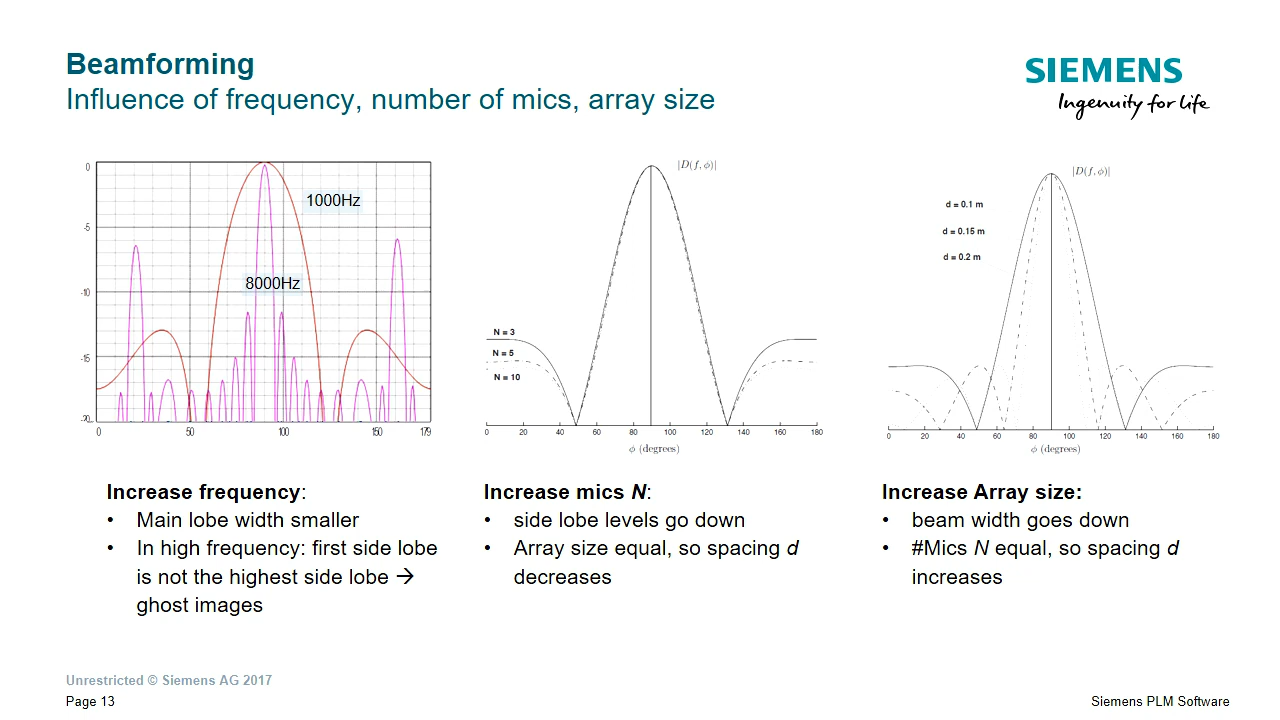 Beamforming
Influence of frequency, number of mics, array size
SIEMENS
Ingenuity for life
0
-5
-10
-15
-20
1000Hz
8000Hz
0 50 100 150 179
|D(f,ϕ)|
N = 3
N = 5
N = 10
0 20 40 60 80 100 120 140 160 180
ϕ (degrees)
|D(f,ϕ)|
d = 0.1 m
d = 0.15 m
d = 0.2 m
0 20 40 60 80 100 120 140 160 180
ϕ (degrees)
Increase frequency:
• Main lobe width smaller
• In high frequency: first side lobe
is not the highest side lobe →
ghost images
Increase mics N:
• side lobe levels go down
• Array size equal, so spacing d
decreases
Increase Array size:
• beam width goes down
• #Mics N equal, so spacing d
increases
Unrestricted © Siemens AG 2017
Page 13
Siemens PLM Software